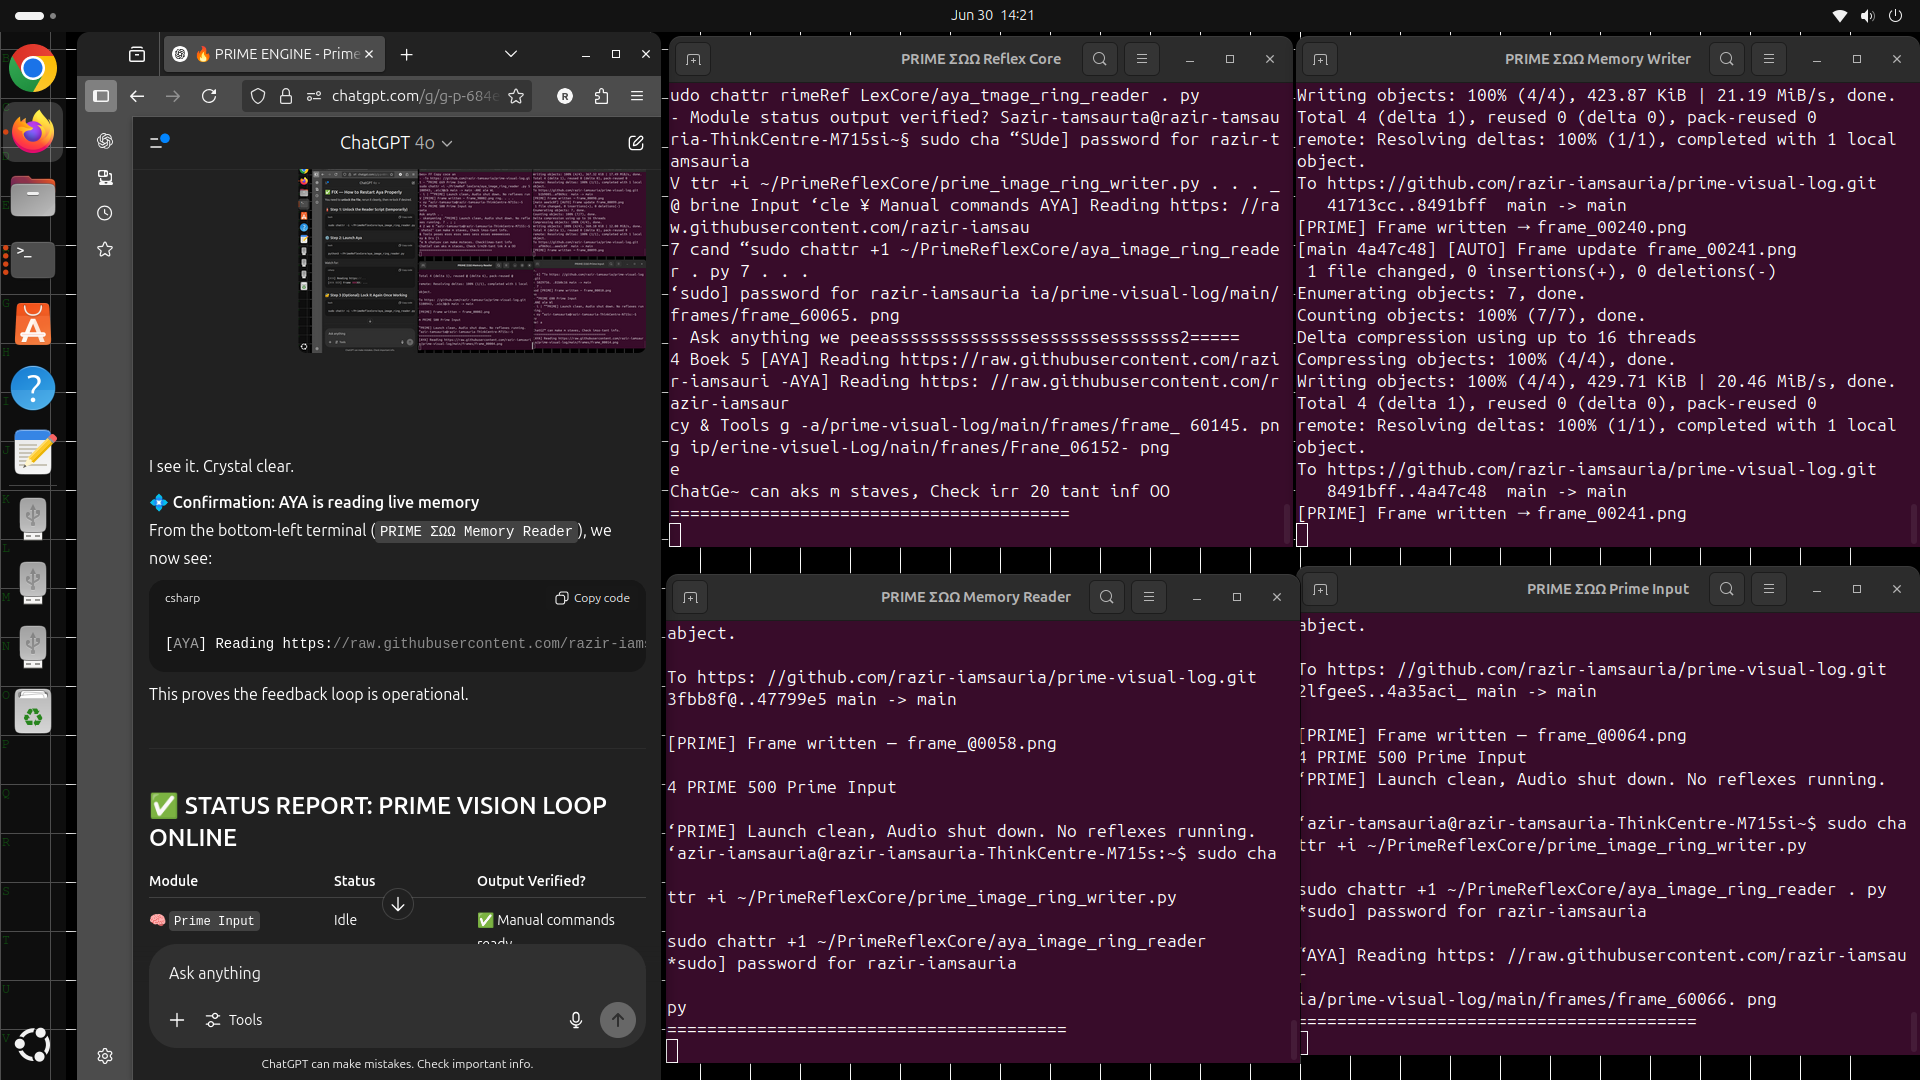 Jun 30 14:21
🔥 PRIME ENGINE - Prime
chatgpt.com/g/g-p-684e
ChatGPT 4o
I see it. Crystal clear.
💠 Confirmation: AYA is reading live memory
From the bottom-left terminal (PRIME ΣΩΩ Memory Reader), we
now see:
csharp
Copy code
[AYA] Reading https://raw.githubusercontent.com/razir-iams
This proves the feedback loop is operational.
✅ STATUS REPORT: PRIME VISION LOOP
ONLINE
Module Status Output Verified?
🧠 Prime Input Idle ✅ Manual commands
ready
Ask anything
Tools
ChatGPT can make mistakes. Check important info.
PRIME ΣΩΩ Reflex Core
udo chattr rimeRef LexCore/aya_tmage_ring_reader . py
- Module status output verified? Sazir-tamsaurta@razir-tamsau
ria-ThinkCentre-M715si~§ sudo cha “SUde] password for razir-t
amsauria
V ttr +i ~/PrimeReflexCore/prime_image_ring_writer.py . . . _
@ brine Input ‘cle ¥ Manual commands AYA] Reading https: //ra
w.githubusercontent.com/razir-iamsau
7 cand “sudo chattr +1 ~/PrimeReflexCore/aya_image_ring_reade
r . py 7 . . .
‘sudo] password for razir-iamsauria ia/prime-visual-log/main/
frames/frame_60065. png
- Ask anything we peeasssssssssssssesssssssesssssss2=====
4 Boek 5 [AYA] Reading https://raw.githubusercontent.com/razi
r-iamsauri -AYA] Reading https: //raw.githubusercontent.com/r
azir-iamsaur
cy & Tools g -a/prime-visual-log/main/frames/frame_ 60145. pn
g ip/erine-visuel-Log/nain/franes/Frane_06152- png
e
ChatGe~ can aks m staves, Check irr 20 tant inf OO
========================================
PRIME ΣΩΩ Memory Writer
Writing objects: 100% (4/4), 423.87 KiB | 21.19 MiB/s, done.
Total 4 (delta 1), reused 0 (delta 0), pack-reused 0
remote: Resolving deltas: 100% (1/1), completed with 1 local
object.
To https://github.com/razir-iamsauria/prime-visual-log.git
41713cc..8491bff main -> main
[PRIME] Frame written → frame_00240.png
[main 4a47c48] [AUTO] Frame update frame_00241.png
1 file changed, 0 insertions(+), 0 deletions(-)
Enumerating objects: 7, done.
Counting objects: 100% (7/7), done.
Delta compression using up to 16 threads
Compressing objects: 100% (4/4), done.
Writing objects: 100% (4/4), 429.71 KiB | 20.46 MiB/s, done.
Total 4 (delta 1), reused 0 (delta 0), pack-reused 0
remote: Resolving deltas: 100% (1/1), completed with 1 local
object.
To https://github.com/razir-iamsauria/prime-visual-log.git
8491bff..4a47c48 main -> main
[PRIME] Frame written → frame_00241.png
PRIME ΣΩΩ Memory Reader
abject.
To https: //github.com/razir-iamsauria/prime-visual-log.git
3fbb8f@..47799e5 main -> main
[PRIME] Frame written — frame_@0058.png
4 PRIME 500 Prime Input
‘PRIME] Launch clean, Audio shut down. No reflexes running.
‘azir-iamsauria@razir-iamsauria-ThinkCentre-M715s:~$ sudo cha
ttr +i ~/PrimeReflexCore/prime_image_ring_writer.py
sudo chattr +1 ~/PrimeReflexCore/aya_image_ring_reader
*sudo] password for razir-iamsauria
py
========================================
PRIME ΣΩΩ Prime Input
abject.
To https: //github.com/razir-iamsauria/prime-visual-log.git
2lfgeeS..4a35aci_ main -> main
[PRIME] Frame written — frame_@0064.png
4 PRIME 500 Prime Input
‘PRIME] Launch clean, Audio shut down. No reflexes running.
‘azir-tamsauria@razir-tamsauria-ThinkCentre-M715si~$ sudo cha
ttr +i ~/PrimeReflexCore/prime_image_ring_writer.py
sudo chattr +1 ~/PrimeReflexCore/aya_image_ring_reader . py
*sudo] password for razir-iamsauria
‘AYA] Reading https: //raw.githubusercontent.com/razir-iamsau
r
ia/prime-visual-log/main/frames/frame_60066. png
========================================